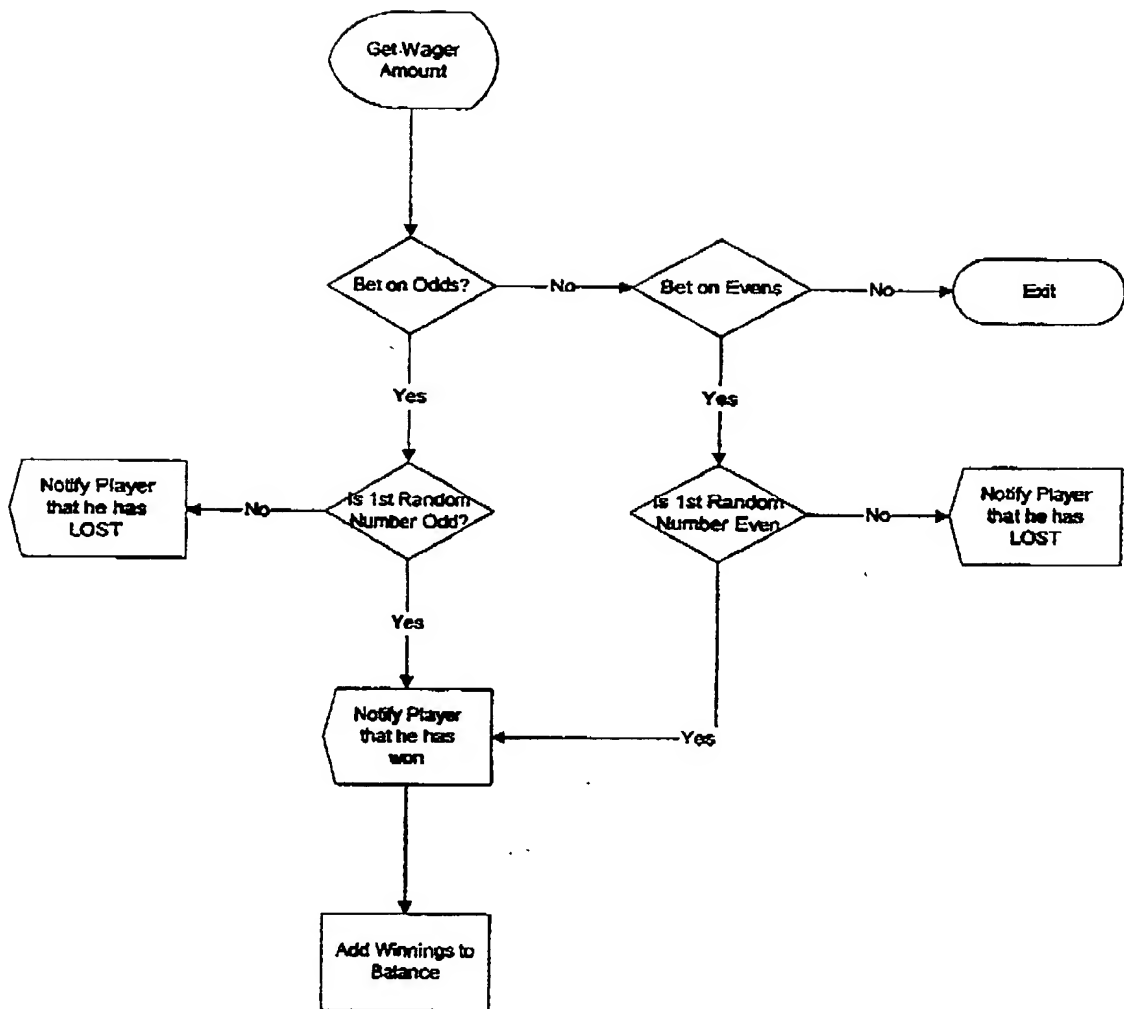 Get Wager
Amount
Bet on Odds?
No
Bet on Evens
No
Exit
Yes
Yes
Notify Player
that he has
LOST
No
Is 1st Random
Number Odd?
Is 1st Random
Number Even
No
Notify Player
that he has
LOST
Yes
Notify Player
that he has
won
Yes
Add Winnings to
Balance